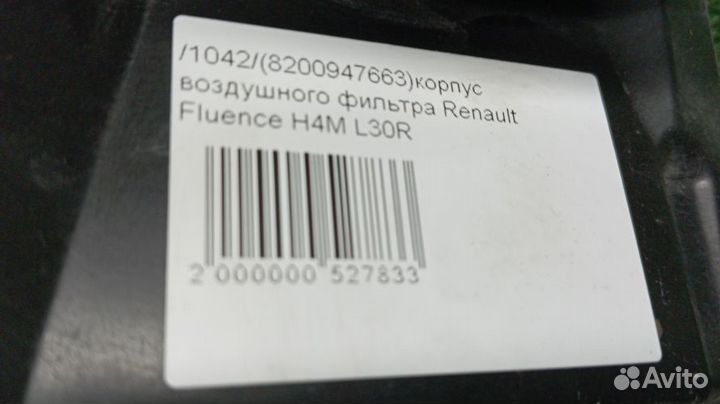 /1042/(8200947663)корпус
воздушного фильтра Renault
Fluence H4M L30R
2 000000 527833
Avito